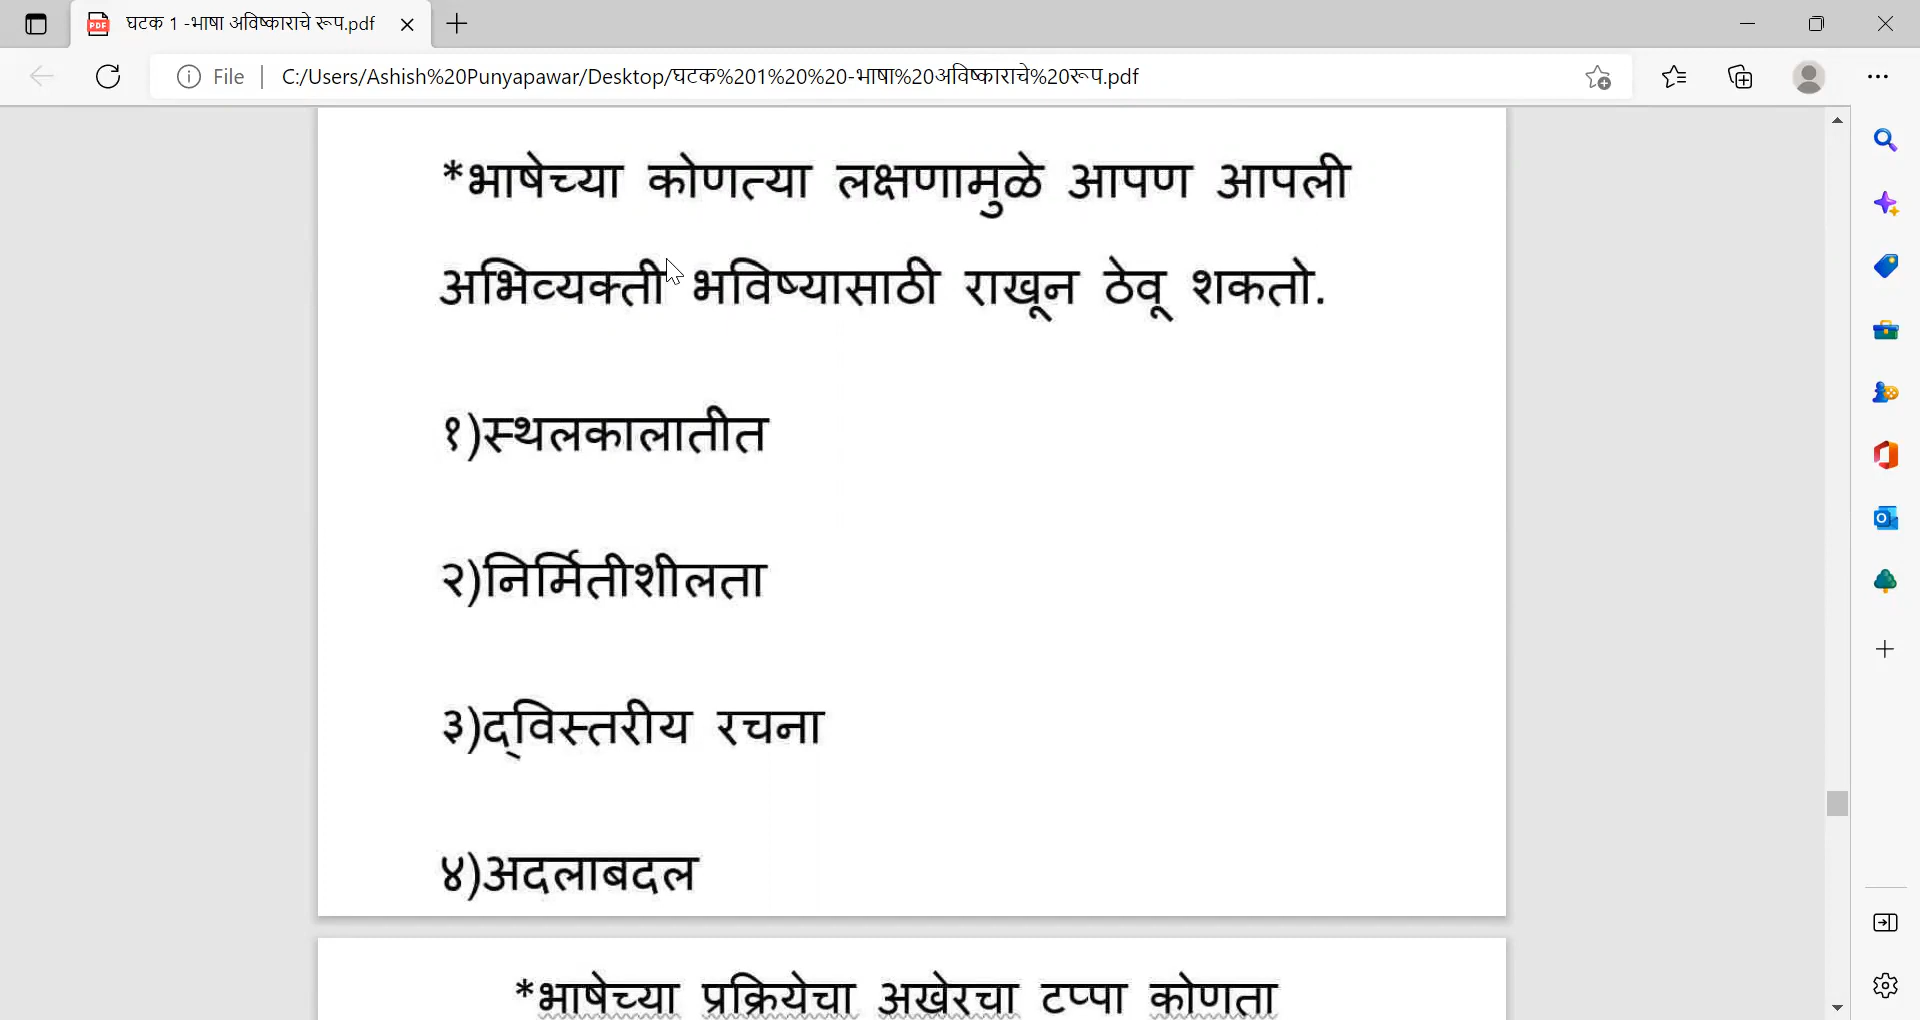 घटक 1 -भाषा अविष्काराचे रूप.pdf
File
C:/Users/Ashish%20Punyapawar/Desktop/घटक%201%20%20-भाषा%20अविष्काराचे%20रूप.pdf
*भाषेच्या कोणत्या लक्षणामुळे आपण आपली
अभिव्यक्ती भविष्यासाठी राखून ठेवू शकतो.
१)स्थलकालातीत
२)निर्मितीशीलता
३)द्‌विस्तरीय रचना
४)अदलाबदल
*भाषेच्या प्रक्रियेचा अखेरचा टप्पा कोणता